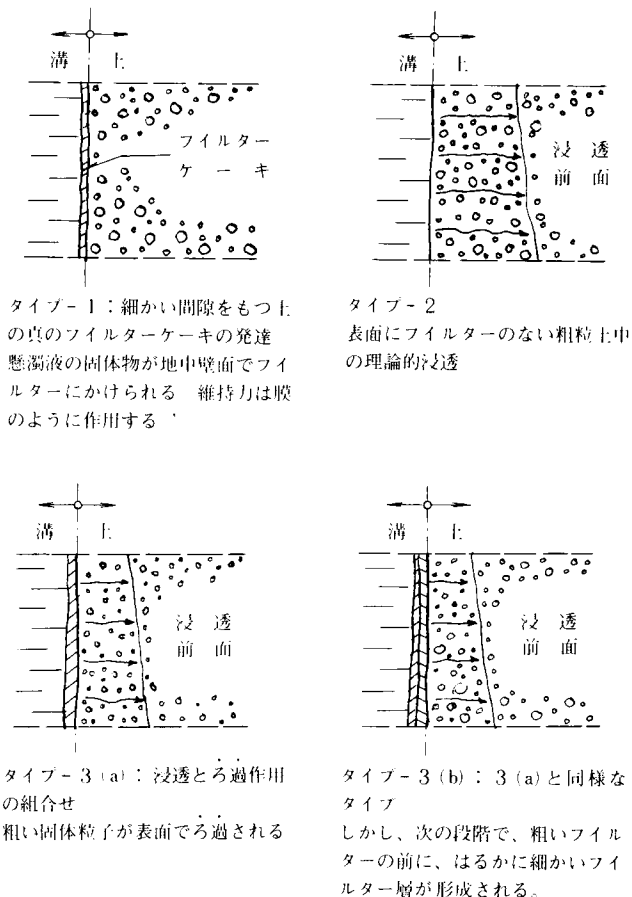 溝 土
フイルター
ケーキ
タイプ-1：細かい間隙をもつ土
の真のフイルターケーキの発達
懸濁液の固体物が地中壁面でフイ
ルターにかけられる 維持力は膜
のように作用する
溝 土
浸透
前面
タイプ-2
表面にフイルターのない粗粒土中
の理論的浸透
溝 土
浸透
前面
タイプ-3(a)：浸透とろ過作用
の組合せ
粗い固体粒子が表面でろ過される
溝 土
浸透
前面
タイプ-3(b)：3(a)と同様な
タイプ
しかし、次の段階で、粗いフイル
ターの前に、はるかに細かいフイ
ルター層が形成される。